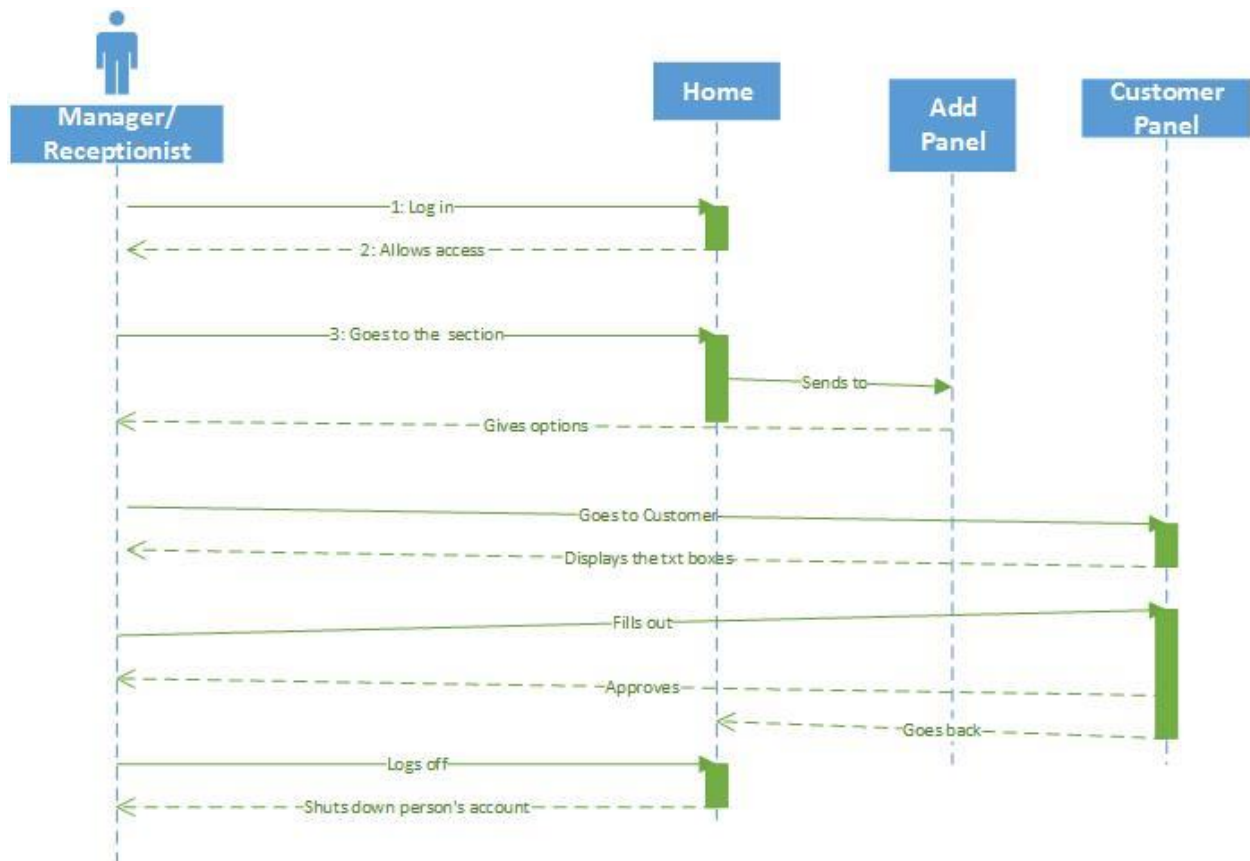 Manager/
Receptionist
Home
Add
Panel
Customer
Panel
1: Log in
2: Allows access
3: Goes to the section
Sends to
Gives options
Goes to Customer
Displays the txt boxes
Fills out
Approves
Goes back
Logs off
Shuts down person's account